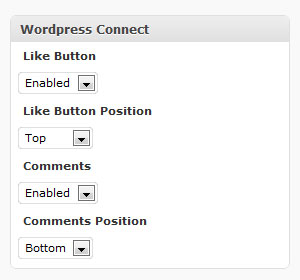 Wordpress Connect
Like Button
Enabled
Like Button Position
Top
Comments
Enabled
Comments Position
Bottom